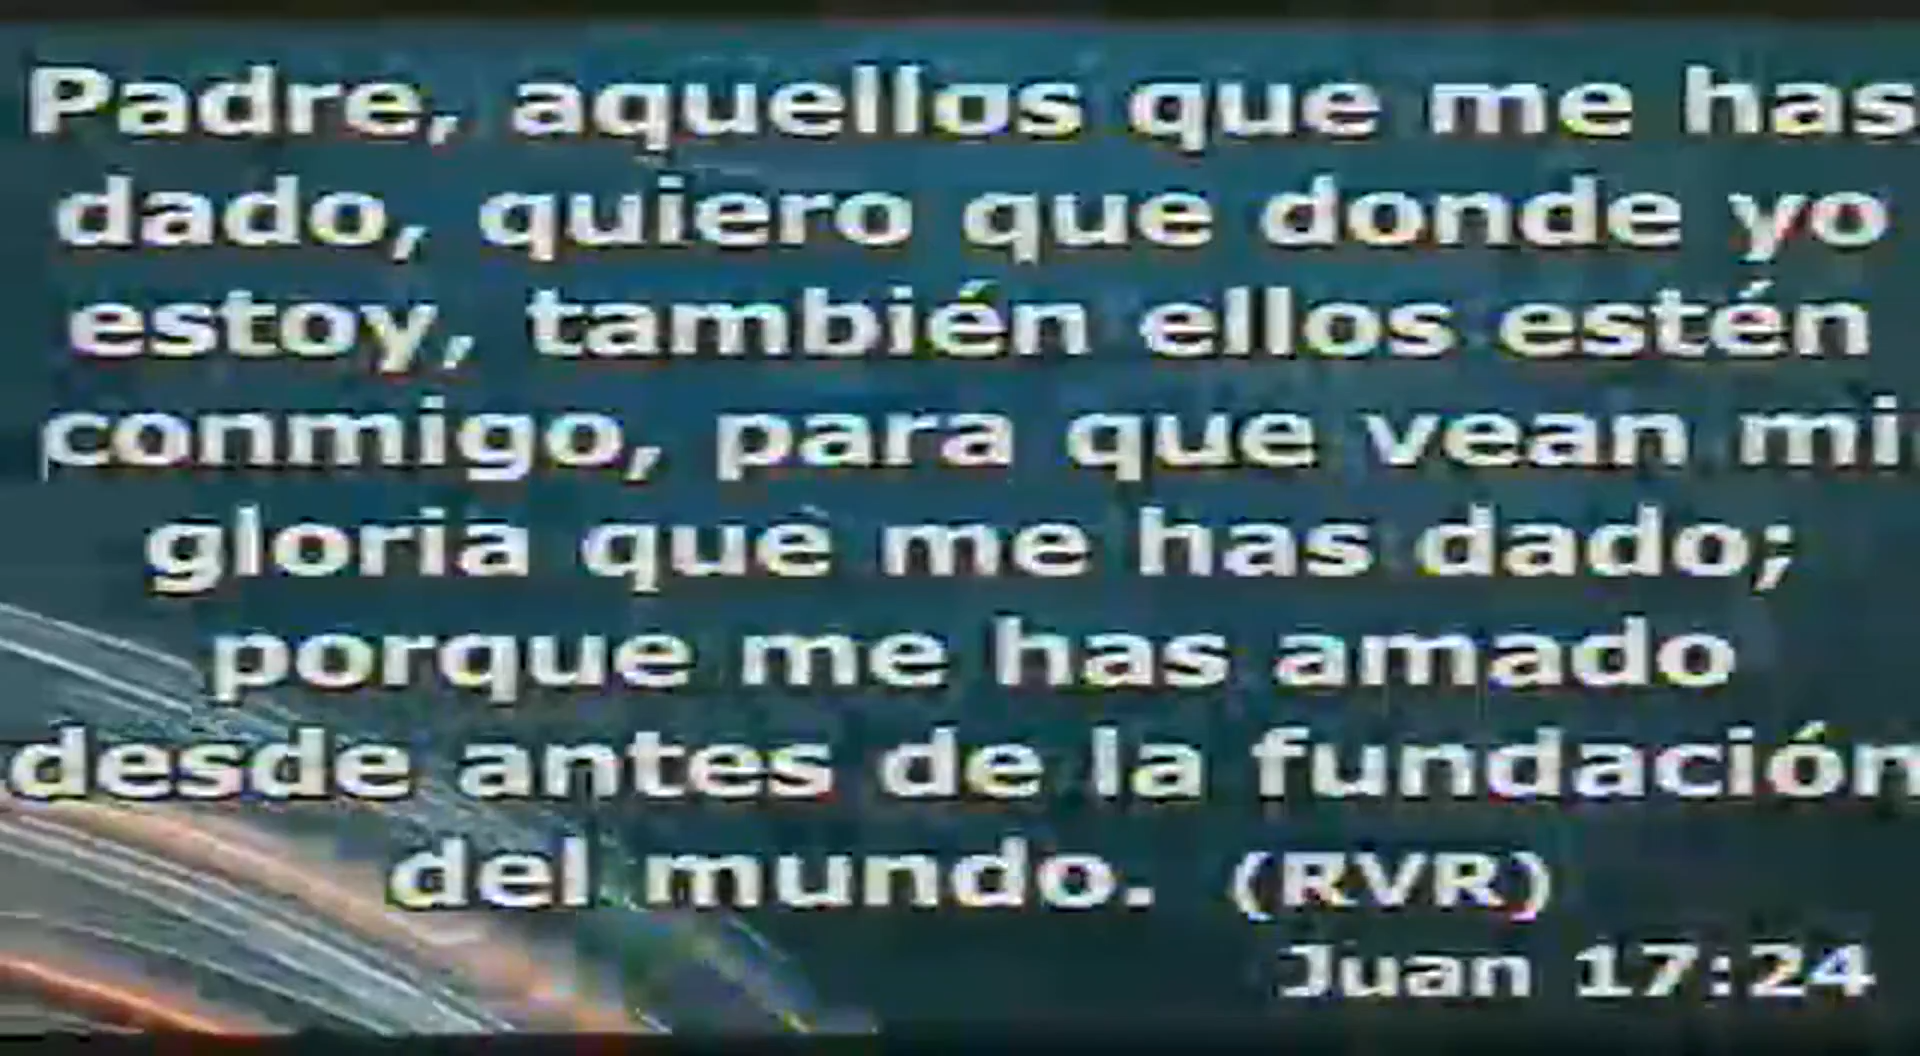 Padre, aquellos que me has
dado, quiero que donde yo
estoy, también ellos estén
conmigo, para que vean mi
gloria que me has dado;
porque me has amado
desde antes de la fundación
del mundo. (RVR)
Juan 17:24